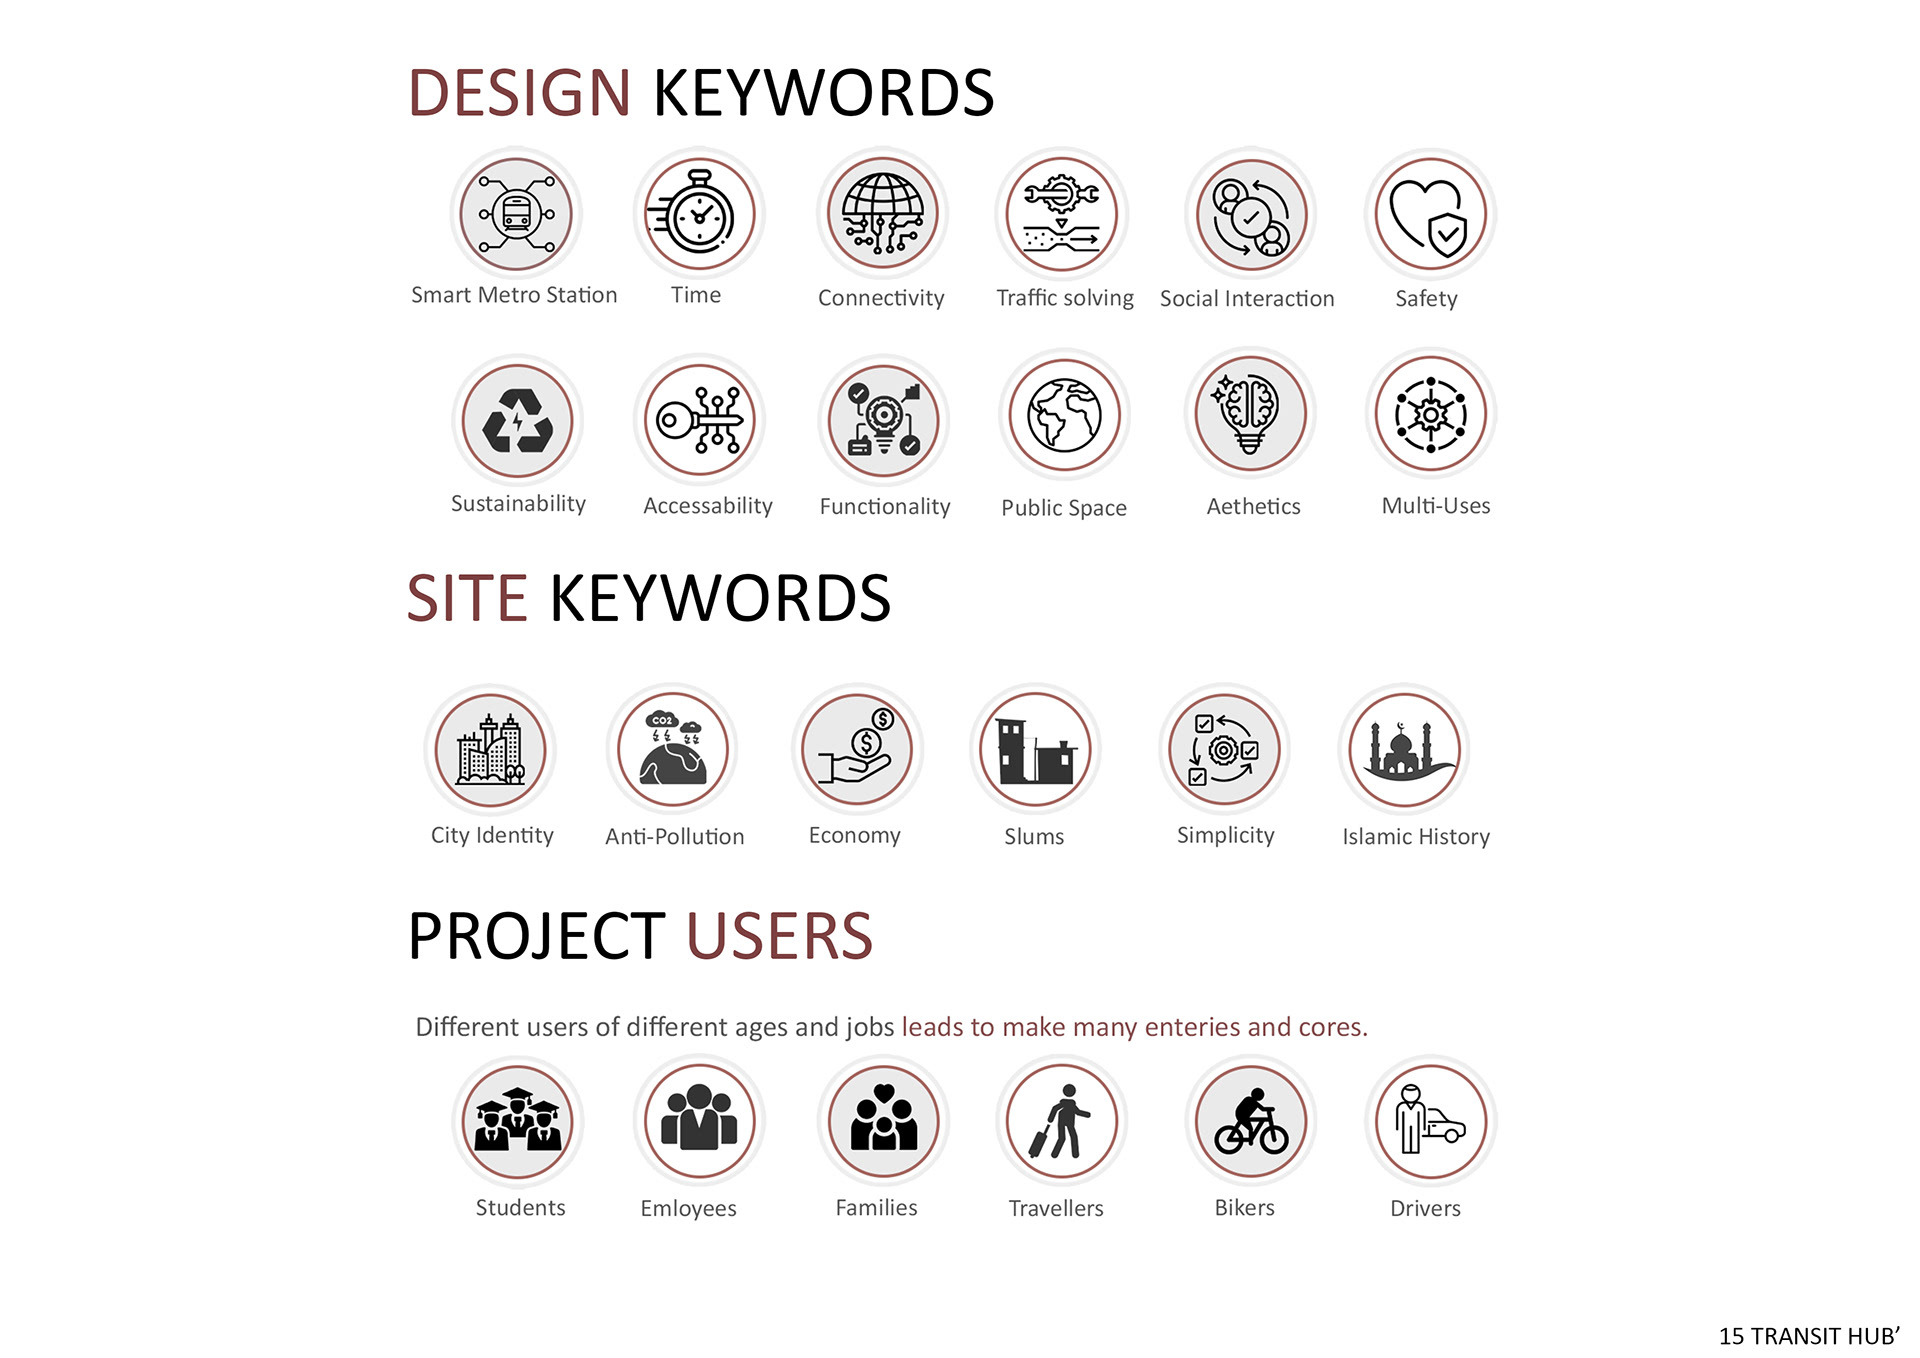 DESIGN KEYWORDS
Smart Metro Station
Time
Connectivity
Traffic solving
Social Interaction
Safety
Sustainability
Accessability
Functionality
Public Space
Aethetics
Multi-Uses
SITE KEYWORDS
CO2
$
$
City Identity
Anti-Pollution
Economy
Slums
Simplicity
Islamic History
PROJECT USERS
Different users of different ages and jobs leads to make many enteries and cores.
Students
Emloyees
Families
Travellers
Bikers
Drivers
15 TRANSIT HUB’